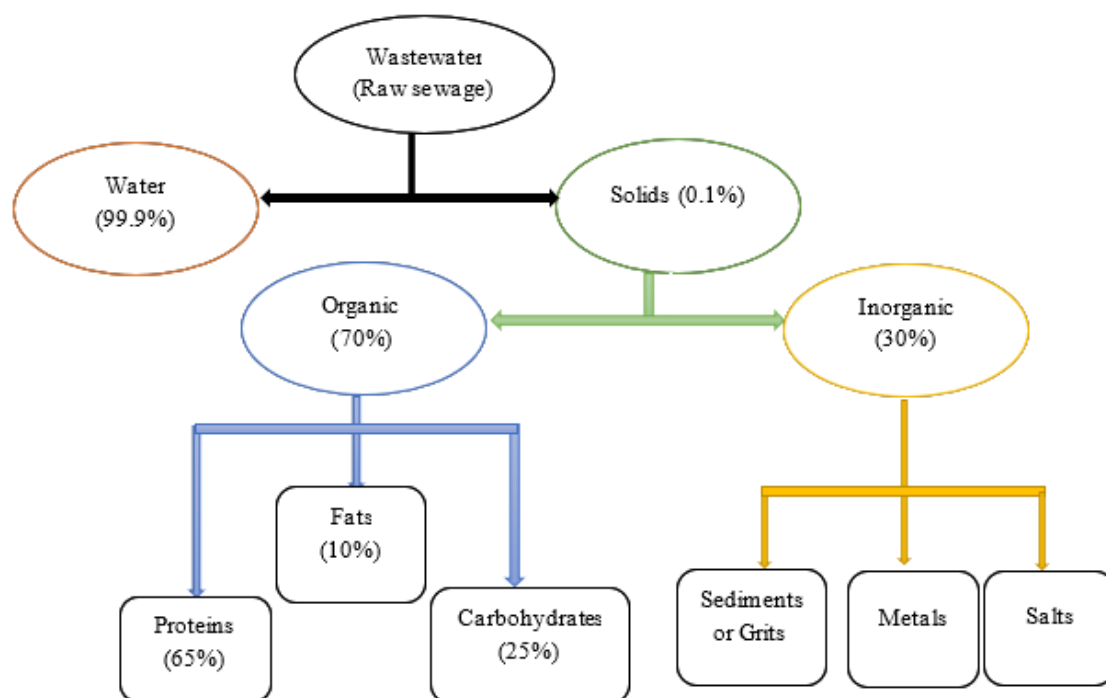 Wastewater
(Raw sewage)
Water
(99.9%)
Solids (0.1%)
Organic
(70%)
Inorganic
(30%)
Fats
(10%)
Proteins
(65%)
Carbohydrates
(25%)
Sediments
or Grits
Metals
Salts